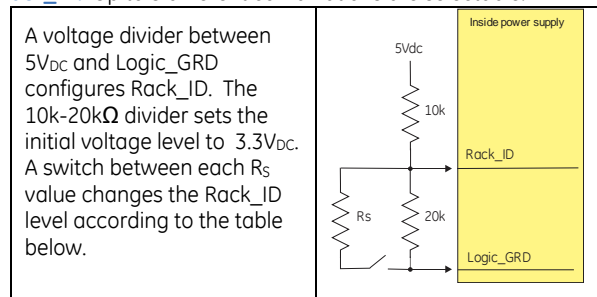 A voltage divider between
5VDC and Logic_GRD
configures Rack_ID. The
10k-20kΩ divider sets the
initial voltage level to 3.3VDC.
A switch between each RS
value changes the Rack_ID
level according to the table
below.
Inside power supply
5Vdc
10k
Rack_ID
Rs
20k
Logic_GRD